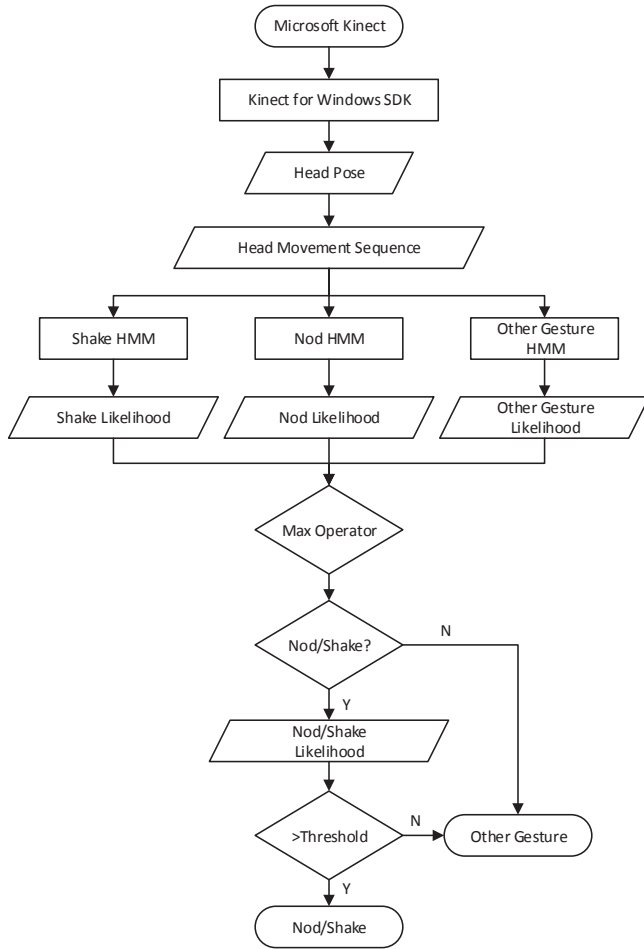 Microsoft Kinect
Kinect for Windows SDK
Head Pose
Head Movement Sequence
Shake HMM
Nod HMM
Other Gesture
HMM
Shake Likelihood
Nod Likelihood
Other Gesture
Likelihood
Max Operator
Nod/Shake?
N
Y
Nod/Shake
Likelihood
>Threshold
N
Other Gesture
Y
Nod/Shake